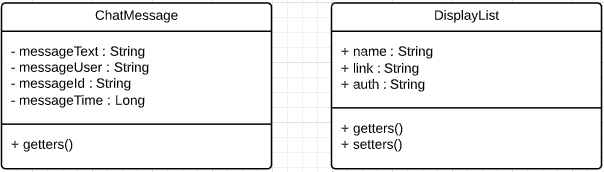 ChatMessage
- messageText : String
- messageUser : String
- messageId : String
- messageTime : Long
+ getters()
DisplayList
+ name : String
+ link : String
+ auth : String
+ getters()
+ setters()